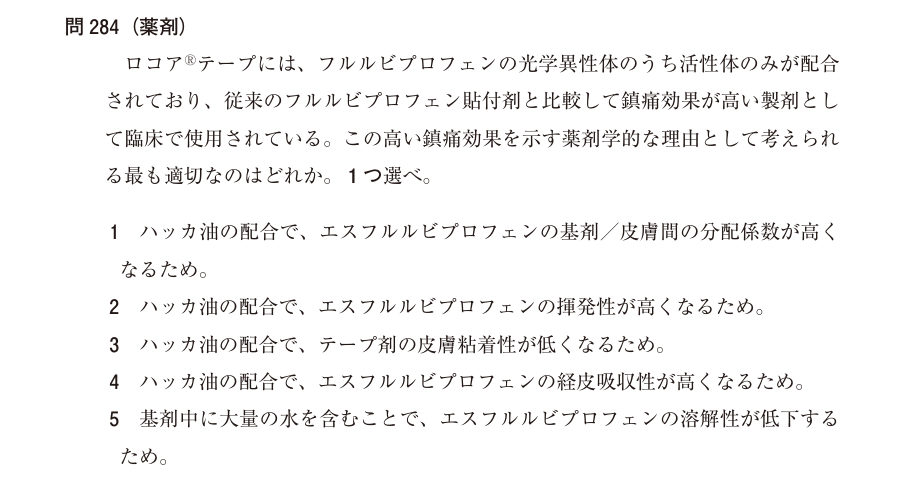 問 284（薬剤）
ロコア®テープには、フルルビプロフェンの光学異性体のうち活性体のみが配合
されており、従来のフルルビプロフェン貼付剤と比較して鎮痛効果が高い製剤とし
て臨床で使用されている。この高い鎮痛効果を示す薬剤学的な理由として考えられ
る最も適切なのはどれか。1つ選べ。
1 ハッカ油の配合で、エスフルルビプロフェンの基剤／皮膚間の分配係数が高く
なるため。
2 ハッカ油の配合で、エスフルルビプロフェンの揮発性が高くなるため。
3 ハッカ油の配合で、テープ剤の皮膚粘着性が低くなるため。
4 ハッカ油の配合で、エスフルルビプロフェンの経皮吸収性が高くなるため。
5 基剤中に大量の水を含むことで、エスフルルビプロフェンの溶解性が低下する
ため。